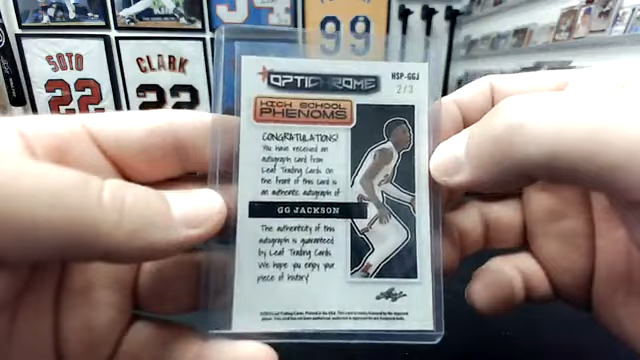 54
99
SOTO
22
CLARK
22
OPTICHROME
HSP-GGJ
2/3
HIGH SCHOOL
PHENOMS
CONGRATULATIONS!
You have received an
autograph card from
Leaf Trading Cards. On
the front of this card is
an authentic autograph of
GG JACKSON
The authenticity of this
autograph is guaranteed
by Leaf Trading Cards.
We hope you enjoy your
piece of history!
Leaf